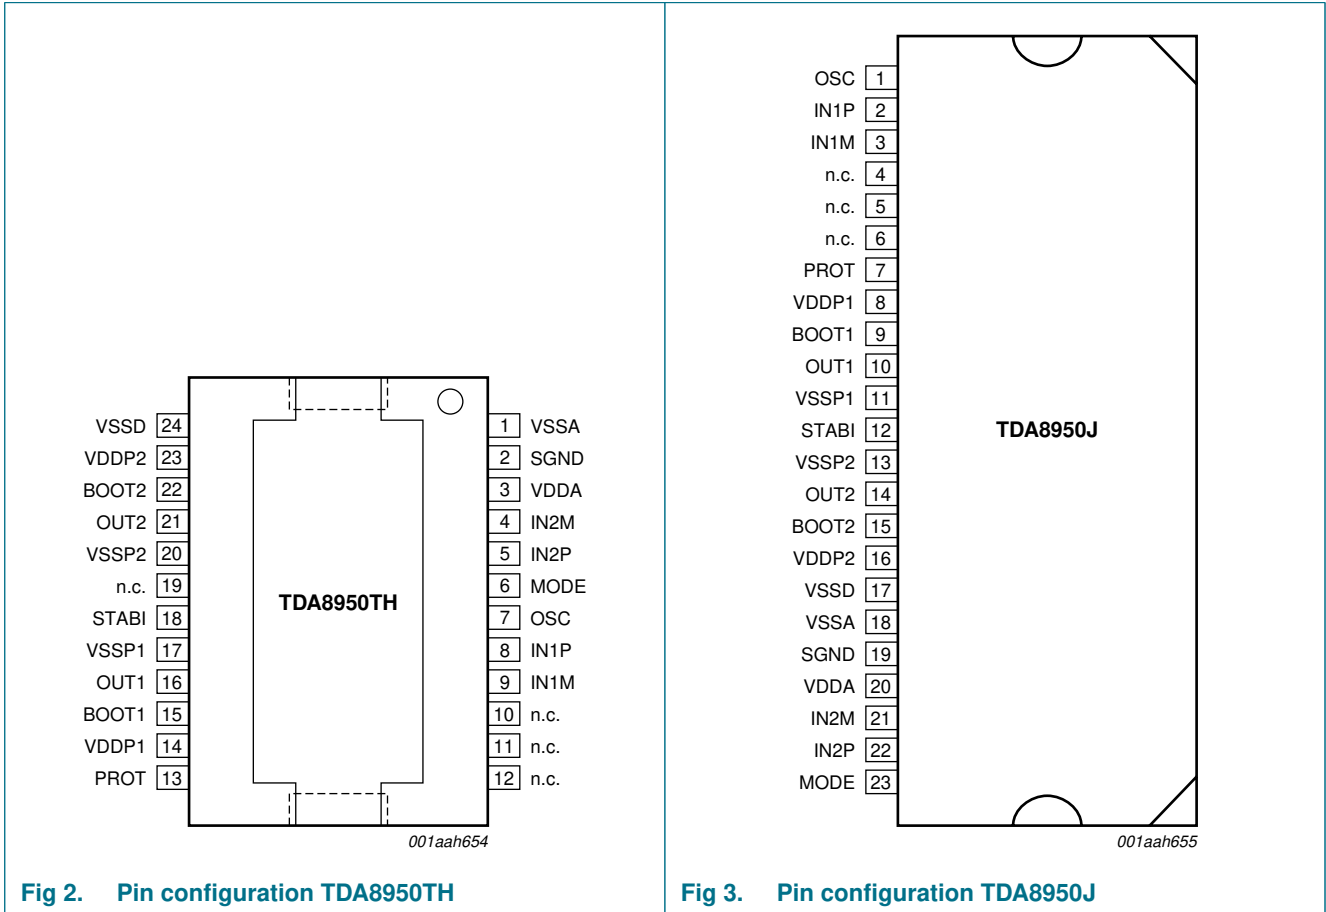 VSSD 24
VDDP2 23
BOOT2 22
OUT2 21
VSSP2 20
n.c. 19
STABI 18
VSSP1 17
OUT1 16
BOOT1 15
VDDP1 14
PROT 13
TDA8950TH
1 VSSA
2 SGND
3 VDDA
4 IN2M
5 IN2P
6 MODE
7 OSC
8 IN1P
9 IN1M
10 n.c.
11 n.c.
12 n.c.
001aah654
Fig 2. Pin configuration TDA8950TH
OSC 1
IN1P 2
IN1M 3
n.c. 4
n.c. 5
n.c. 6
PROT 7
VDDP1 8
BOOT1 9
OUT1 10
VSSP1 11
STABI 12
VSSP2 13
OUT2 14
BOOT2 15
VDDP2 16
VSSD 17
VSSA 18
SGND 19
VDDA 20
IN2M 21
IN2P 22
MODE 23
TDA8950J
001aah655
Fig 3. Pin configuration TDA8950J